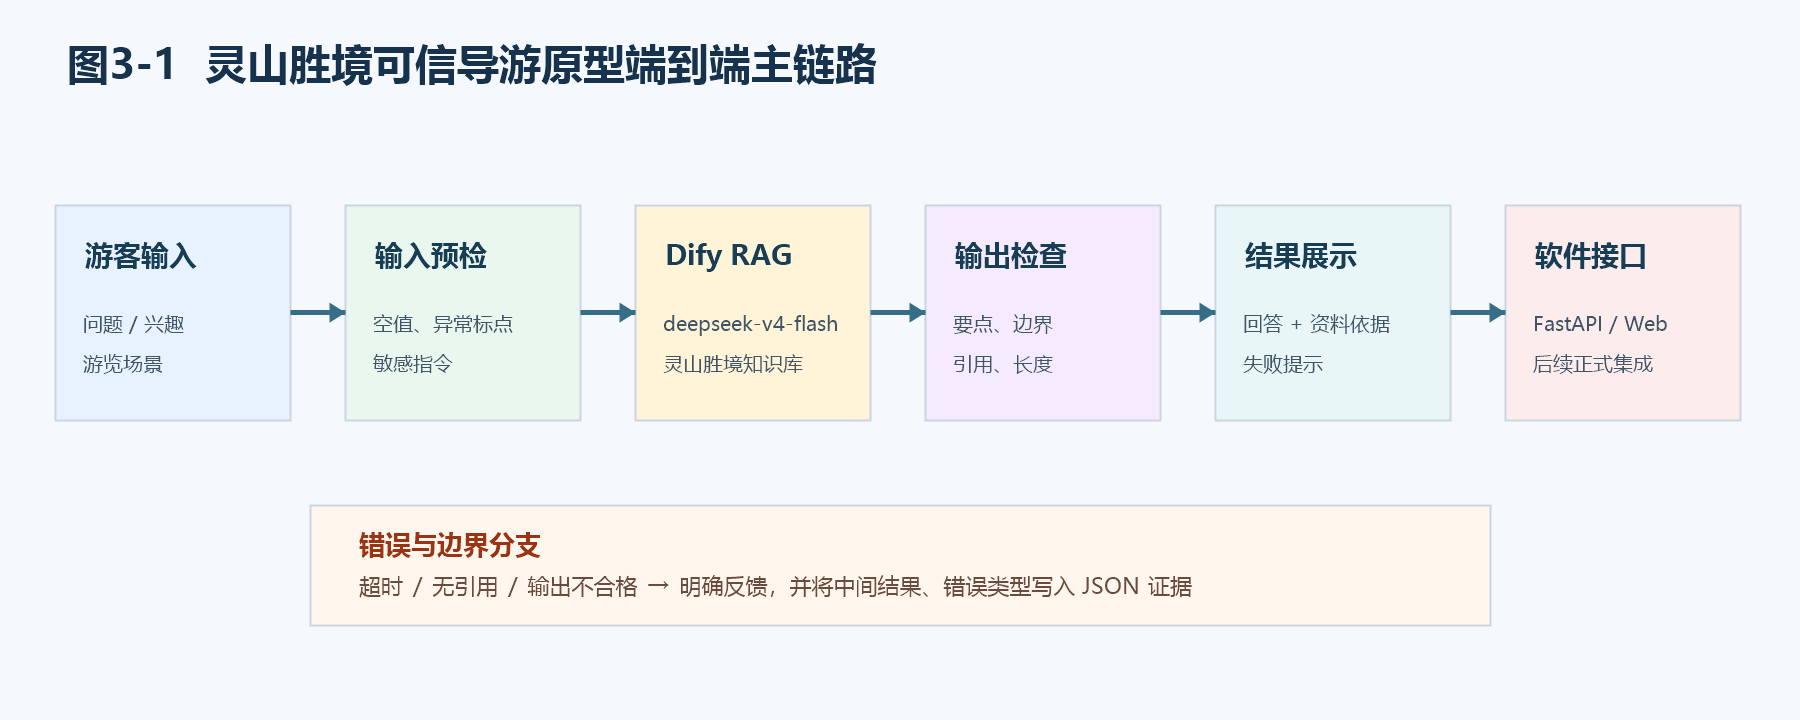 图3-1 灵山胜境可信导游原型端到端主链路
游客输入
问题 / 兴趣
游览场景
输入预检
空值、异常标点
敏感指令
Dify RAG
deepseek-v4-flash
灵山胜境知识库
输出检查
要点、边界
引用、长度
结果展示
回答 + 资料依据
失败提示
软件接口
FastAPI / Web
后续正式集成
错误与边界分支
超时 / 无引用 / 输出不合格 → 明确反馈，并将中间结果、错误类型写入 JSON 证据